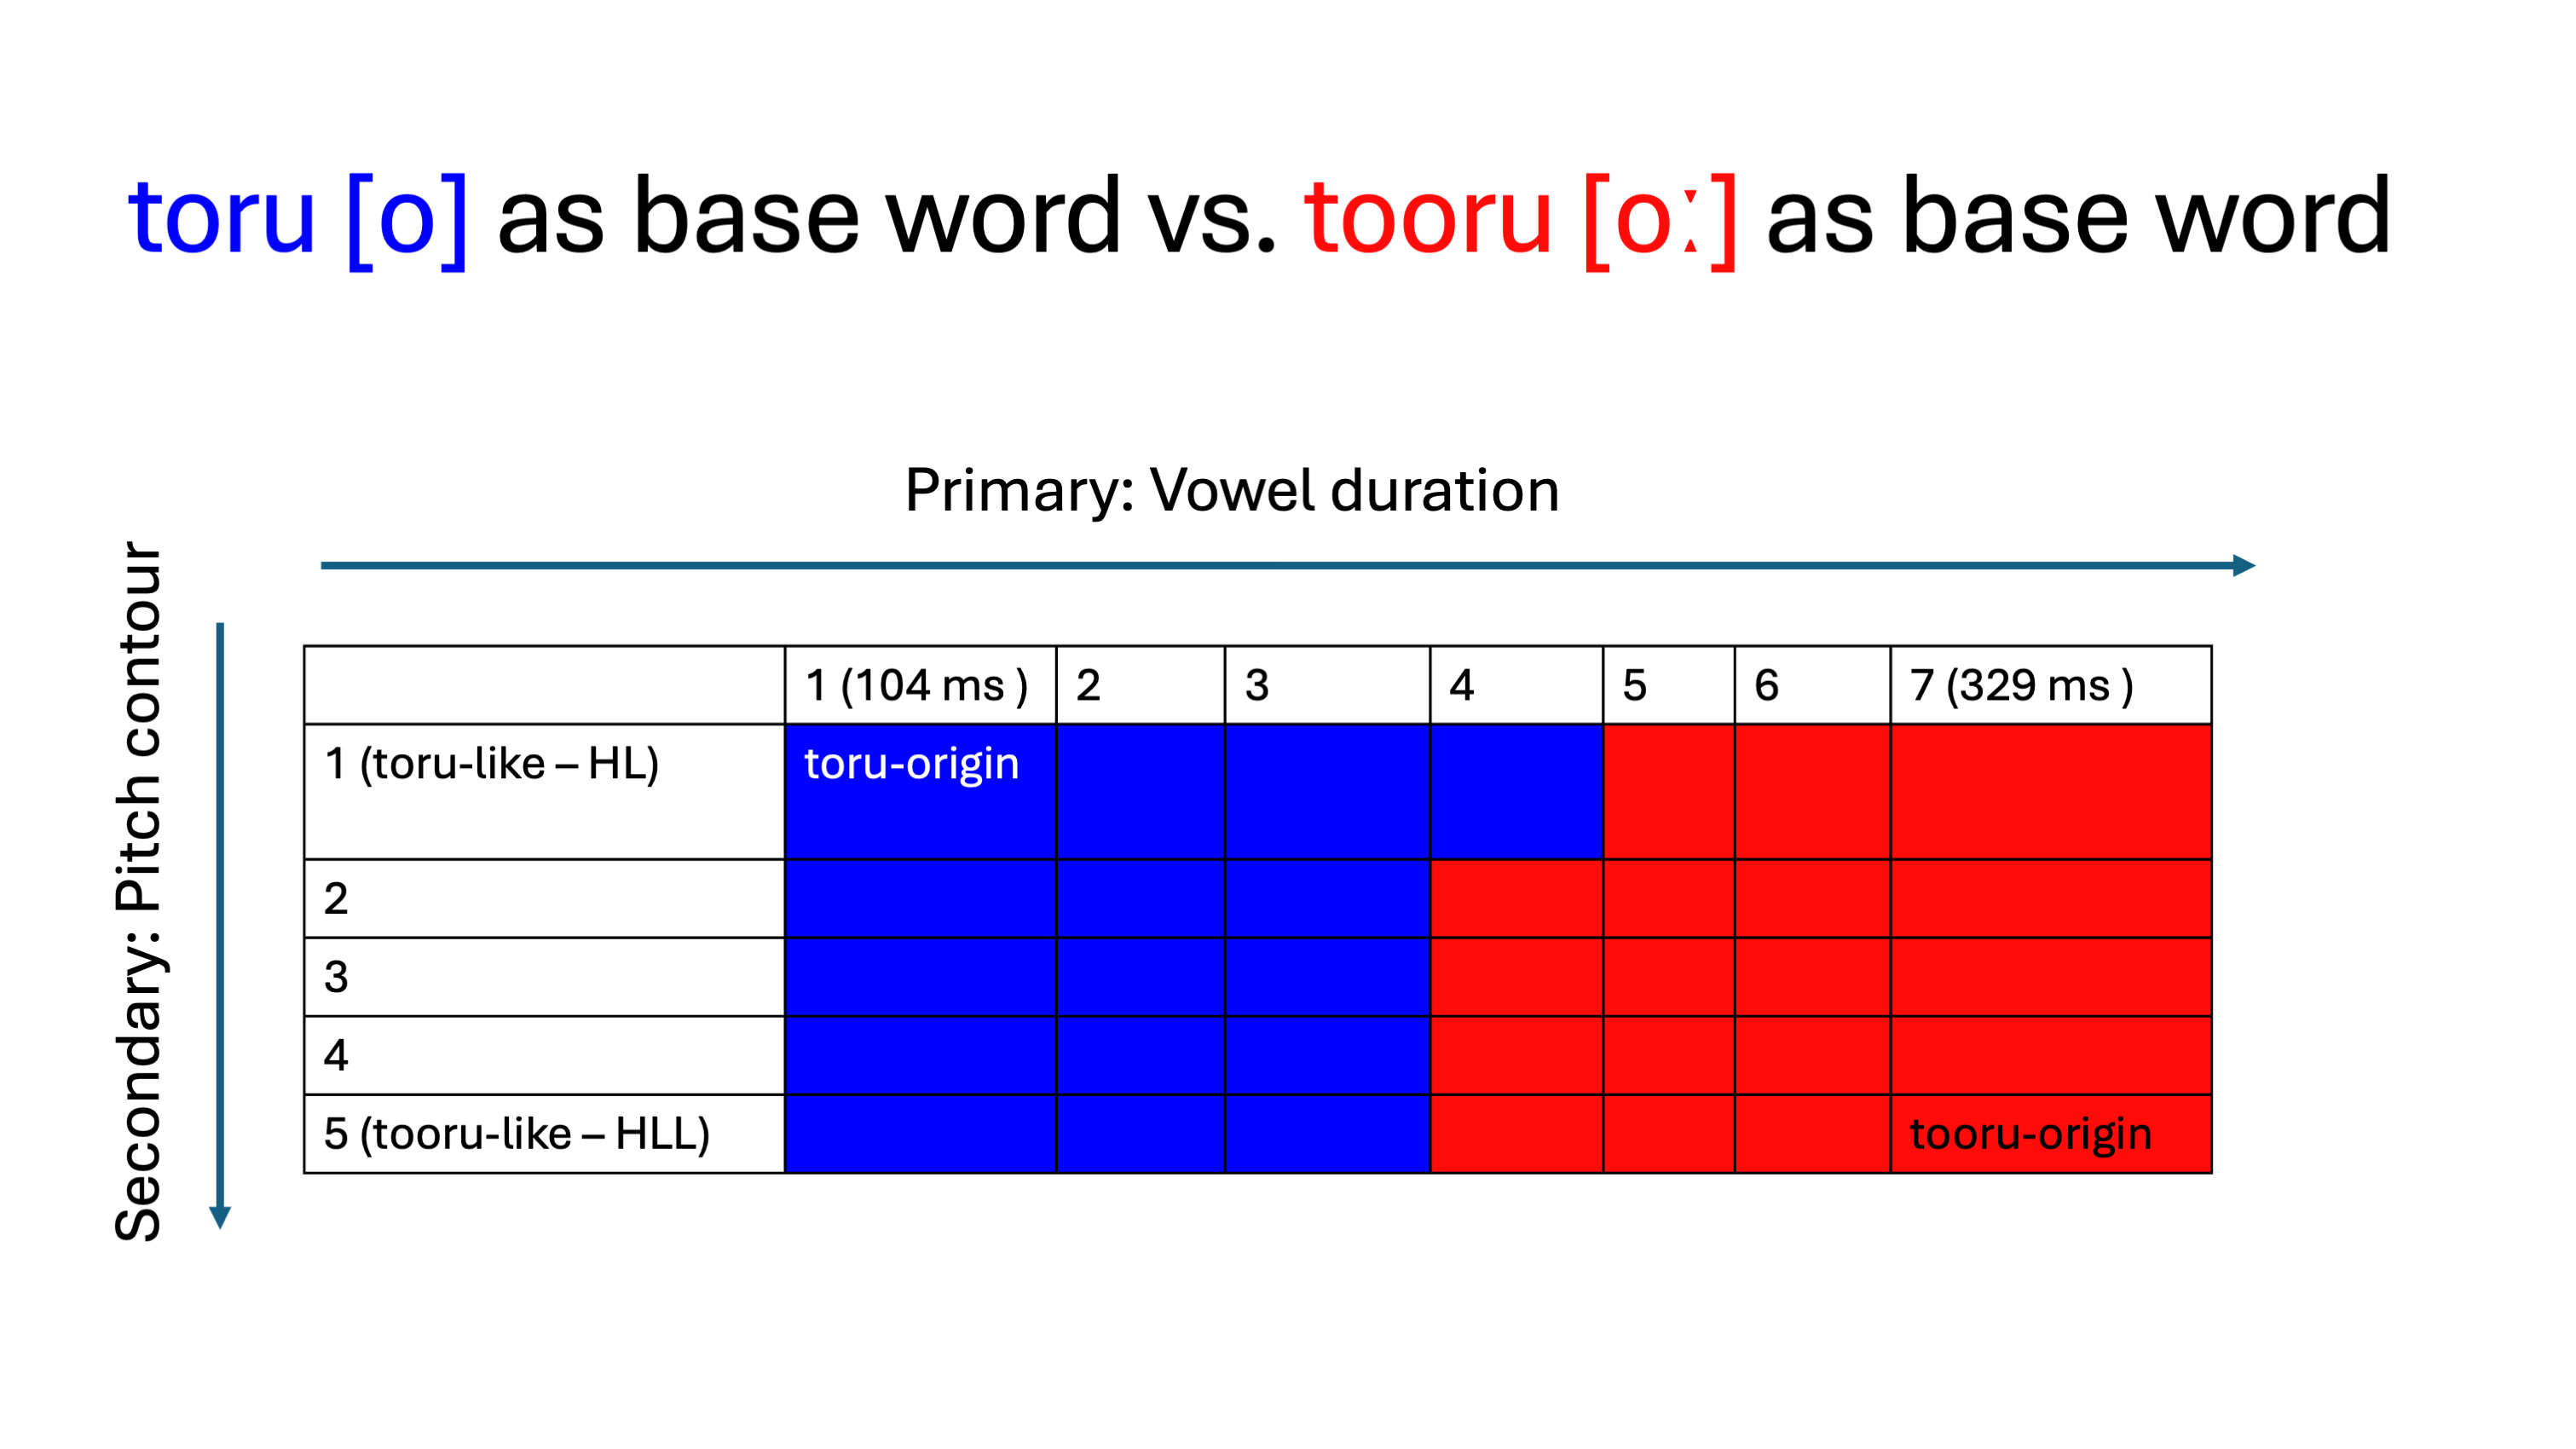 toru [o] as base word vs. tooru [oː] as base word
Primary: Vowel duration
Secondary: Pitch contour
1 (104 ms ) 2 3 4 5 6 7 (329 ms )
1 (toru-like – HL) toru-origin
2
3
4
5 (tooru-like – HLL) tooru-origin